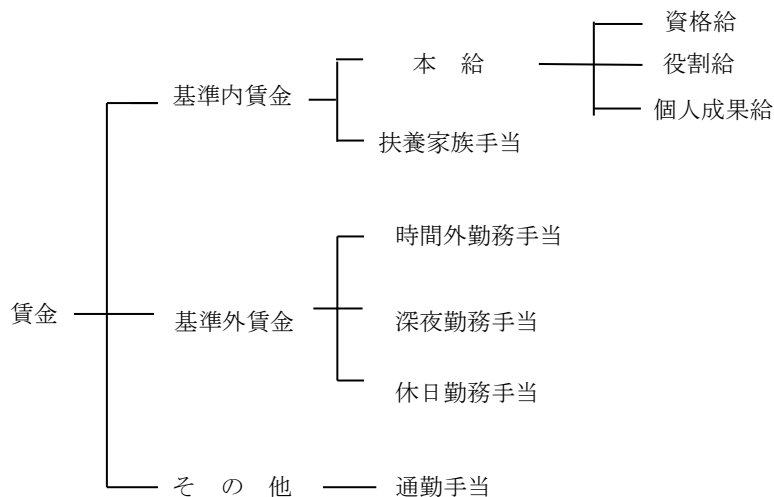 賃金
基準内賃金
本 給
資格給
役割給
個人成果給
扶養家族手当
基準外賃金
時間外勤務手当
深夜勤務手当
休日勤務手当
そ の 他
通勤手当